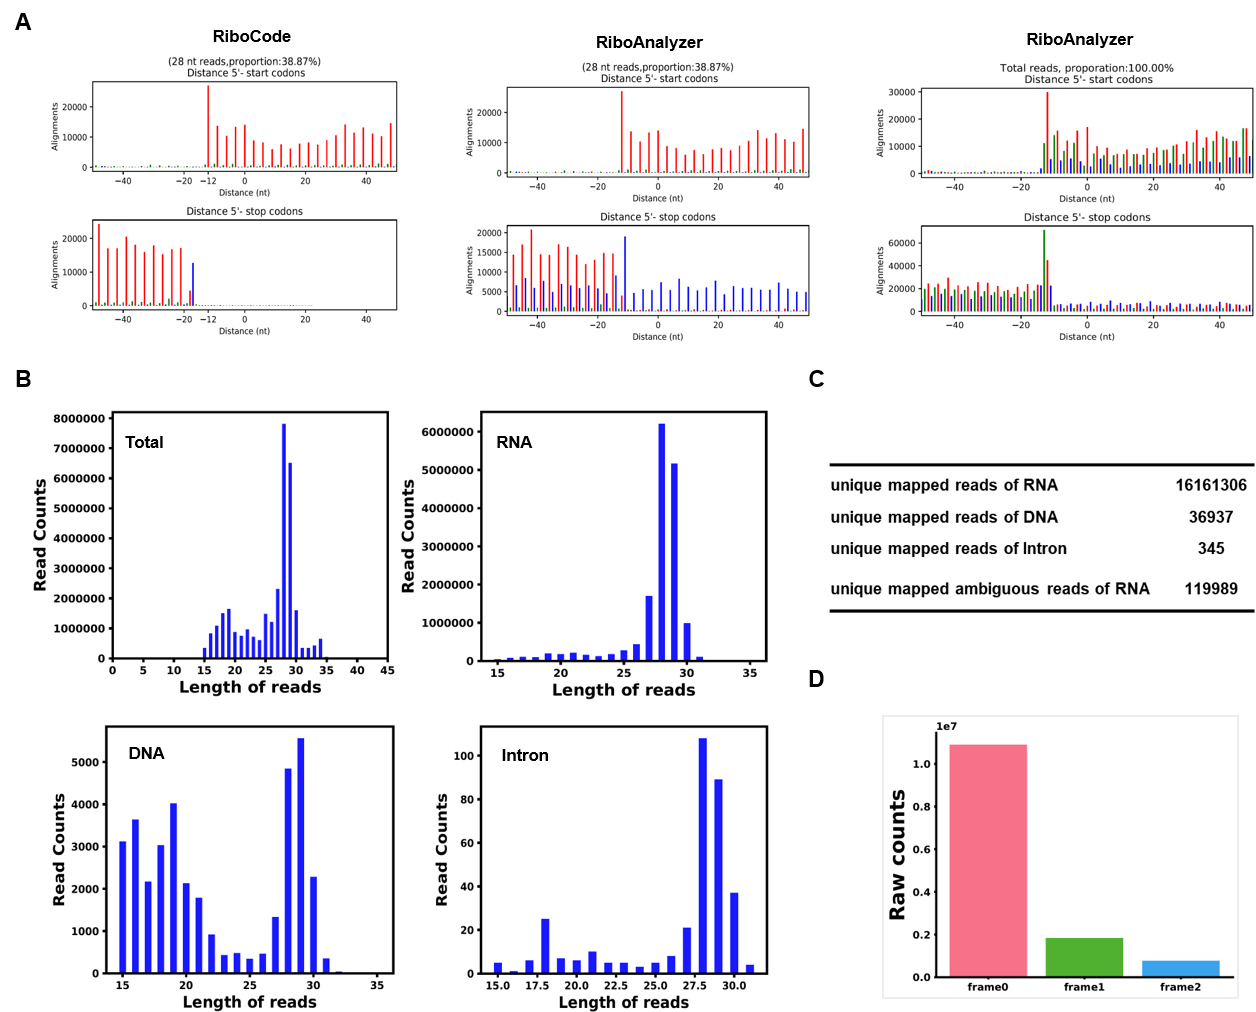 A
RiboCode
(28 nt reads,proportion:38.87%)
Distance 5'- start codons
Alignments
20000
10000
0
−40
−20
−12
0
20
40
Distance (nt)
Distance 5'- stop codons
Alignments
20000
10000
0
−40
−20
−12
0
20
40
Distance (nt)
RiboAnalyzer
(28 nt reads,proportion:38.87%)
Distance 5'- start codons
Alignments
20000
10000
0
−40
−20
0
20
40
Distance (nt)
Distance 5'- stop codons
Alignments
20000
15000
10000
5000
0
−40
−20
0
20
40
Distance (nt)
RiboAnalyzer
Total reads, proporation:100.00%
Distance 5'- start codons
Alignments
30000
20000
10000
0
−40
−20
0
20
40
Distance (nt)
Distance 5'- stop codons
Alignments
60000
40000
20000
0
−40
−20
0
20
40
Distance (nt)
B
Total
Read Counts
8000000
7000000
6000000
5000000
4000000
3000000
2000000
1000000
0
0
5
10
15
20
25
30
35
40
45
Length of reads
RNA
Read Counts
6000000
5000000
4000000
3000000
2000000
1000000
0
15
20
25
30
35
Length of reads
DNA
Read Counts
5000
4000
3000
2000
1000
0
15
20
25
30
35
Length of reads
Intron
Read Counts
100
80
60
40
20
0
15.0
17.5
20.0
22.5
25.0
27.5
30.0
Length of reads
C
unique mapped reads of RNA 16161306
unique mapped reads of DNA 36937
unique mapped reads of Intron 345
unique mapped ambiguous reads of RNA 119989
D
1e7
Raw counts
1.0
0.8
0.6
0.4
0.2
0.0
frame0
frame1
frame2